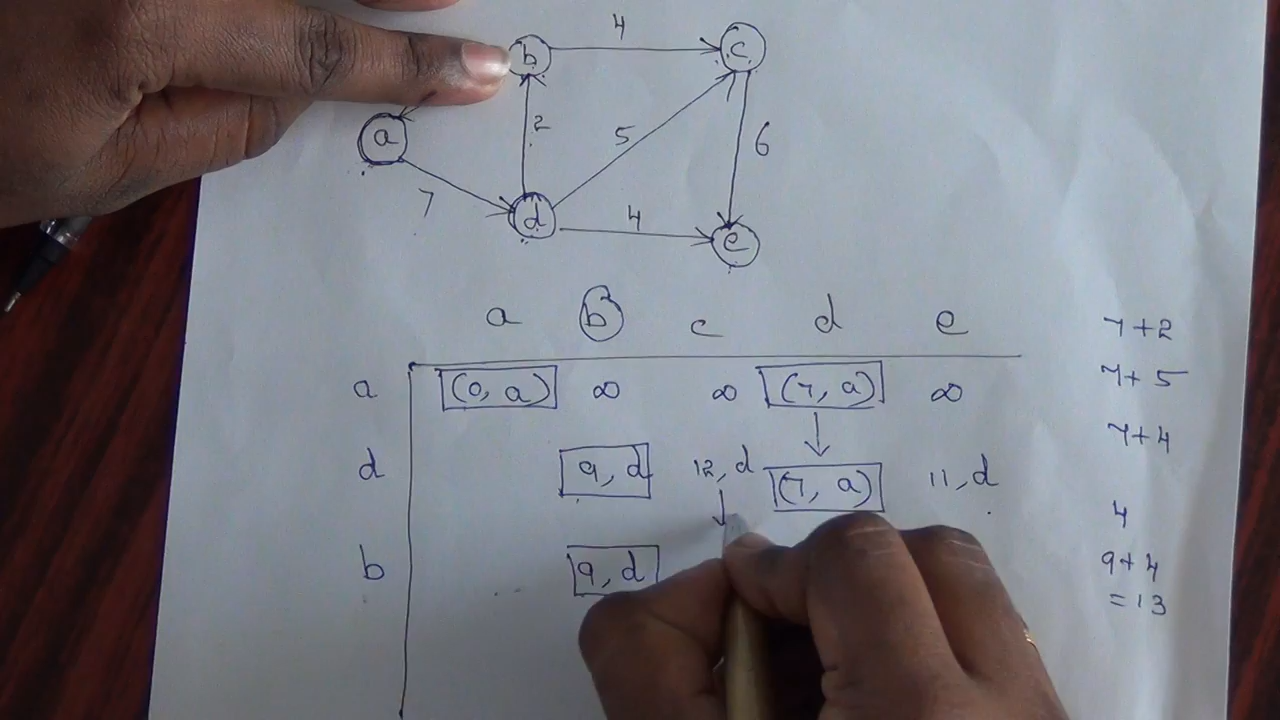 4
b c
a 2 5 6
7
d 4 e
a b c d e 7+2
a (0, a) ∞ ∞ (7, a) ∞ 7+5
7+4
d 9, d 12, d (7, a) 11, d
4
b 9, d 9+4
=13